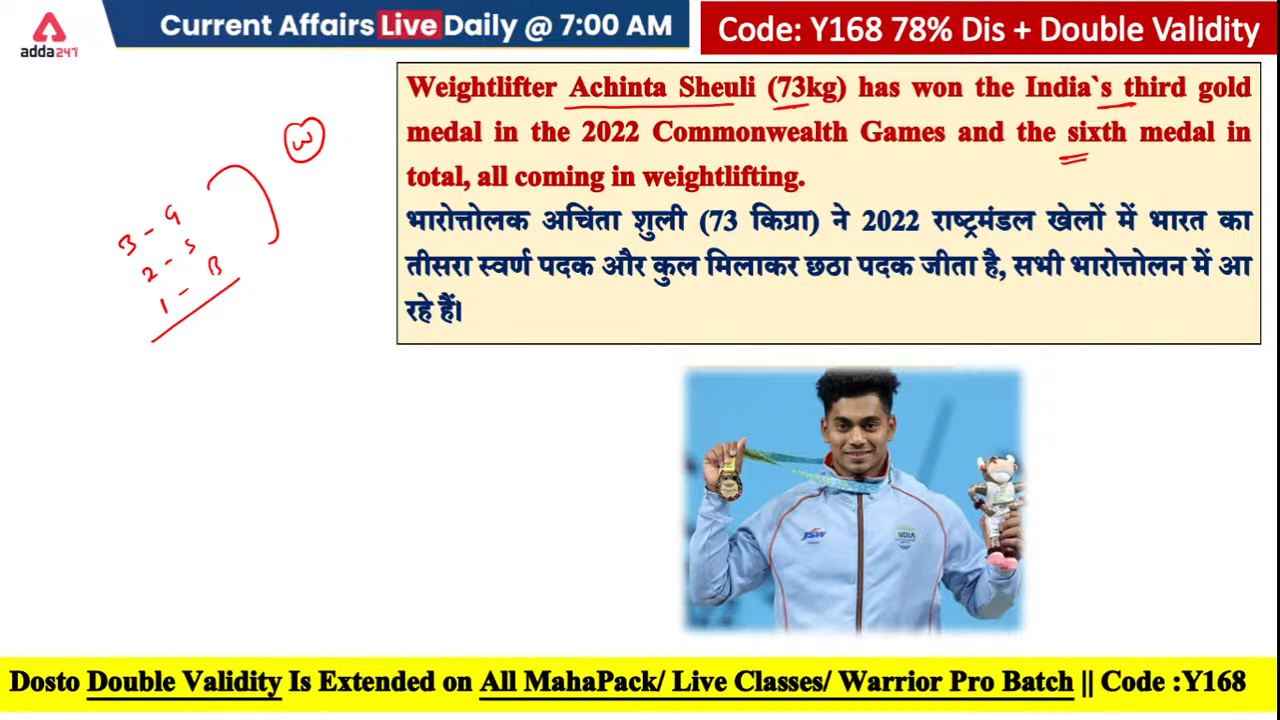 Current Affairs Live Daily @ 7:00 AM
Code: Y168 78% Dis + Double Validity
adda247
Weightlifter Achinta Sheuli (73kg) has won the India`s third gold
medal in the 2022 Commonwealth Games and the sixth medal in
total, all coming in weightlifting.
भारोत्तोलक अचिंता शुली (73 किग्रा) ने 2022 राष्ट्रमंडल खेलों में भारत का
तीसरा स्वर्ण पदक और कुल मिलाकर छठा पदक जीता है, सभी भारोत्तोलन में आ
रहे हैं।
W
3 - G
2 - S
1 - B
JSW
INDIA
Dosto Double Validity Is Extended on All MahaPack/ Live Classes/ Warrior Pro Batch || Code :Y168